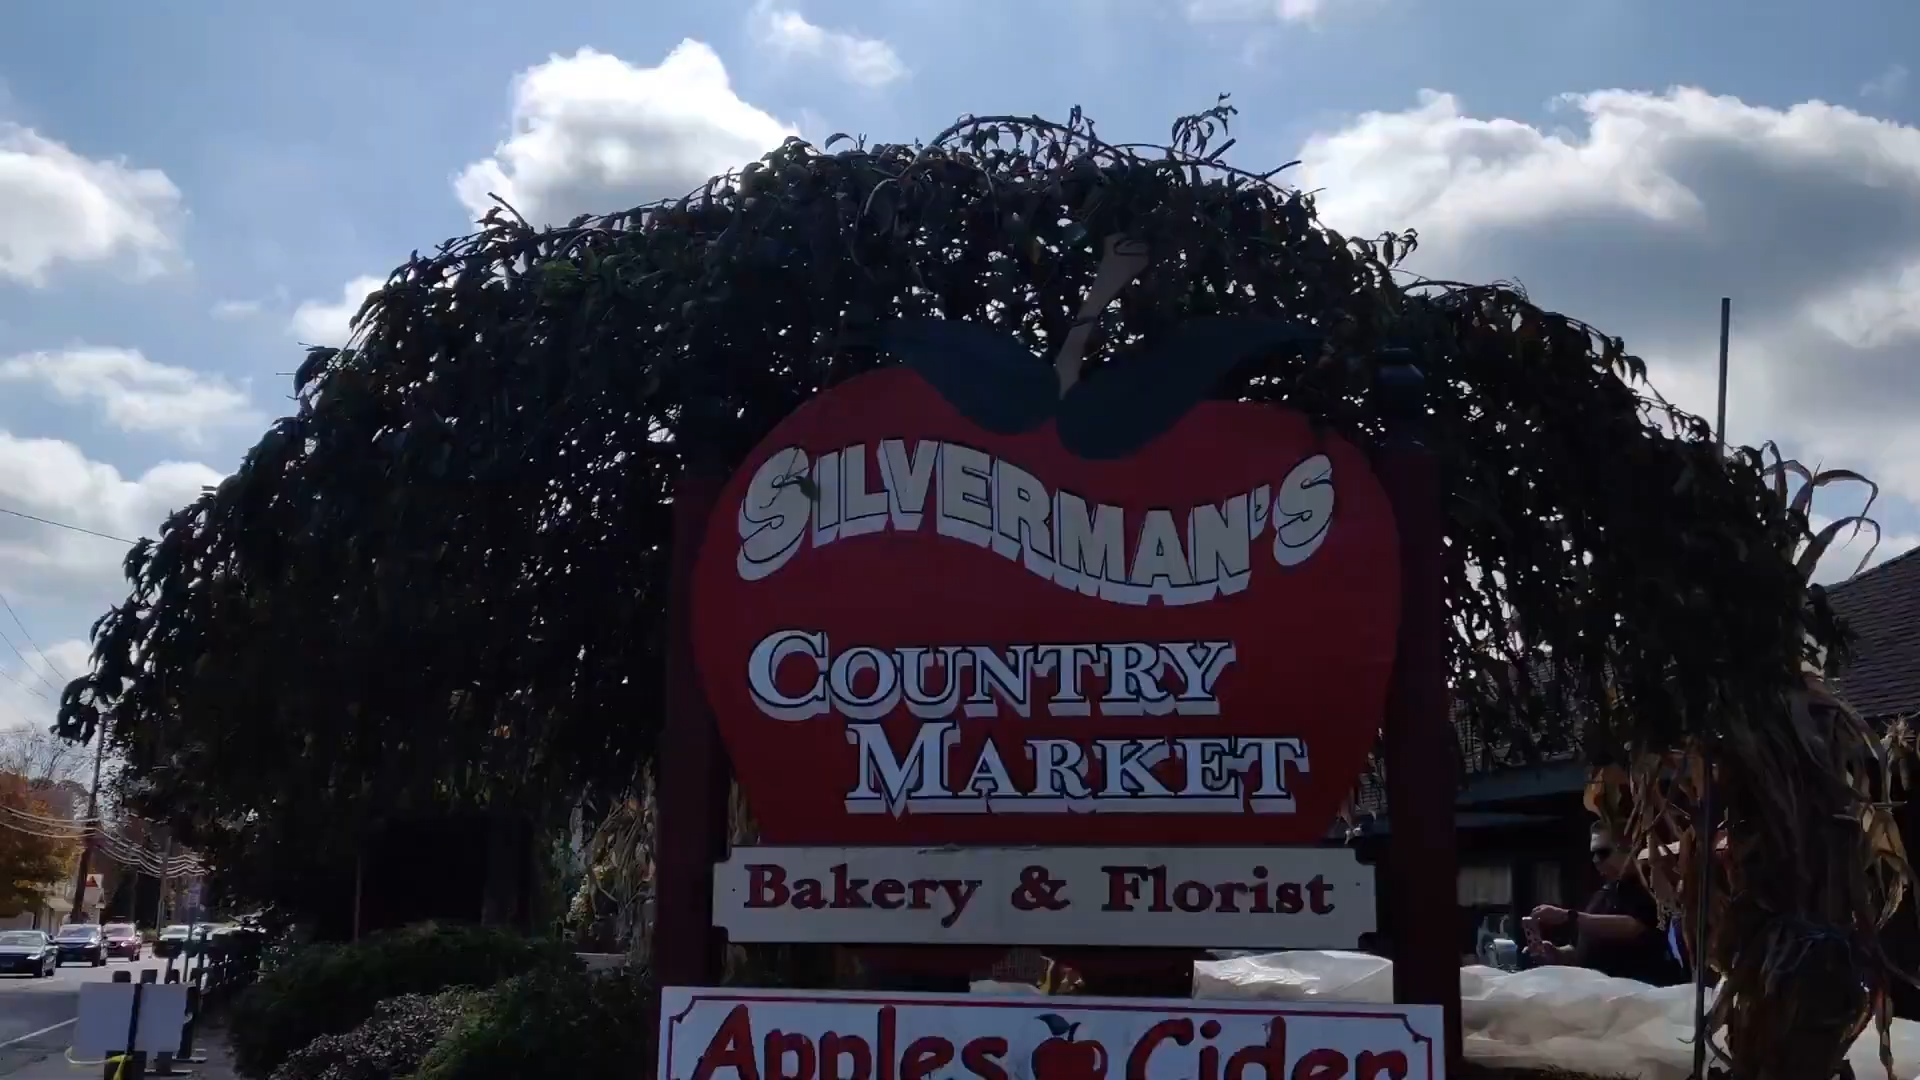 SILVERMAN'S
COUNTRY
MARKET
Bakery & Florist
Apples Cider